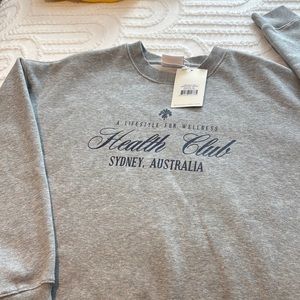 A LIFESTYLE FOR WELLNESS
Health Club
SYDNEY, AUSTRALIA